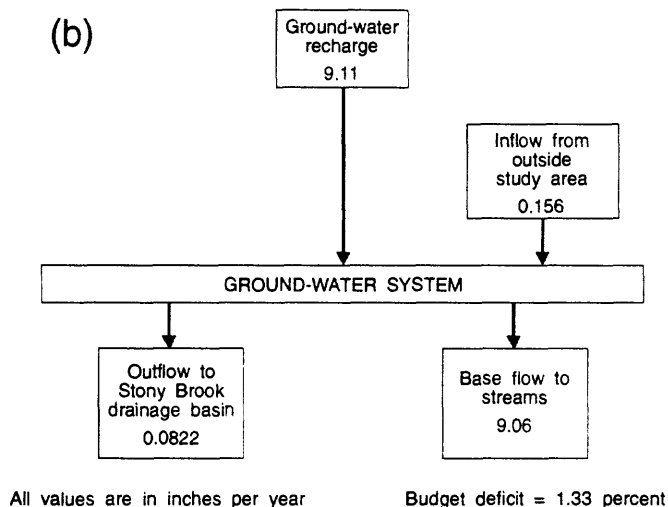 (b)
Ground-water
recharge
9.11
Inflow from
outside
study area
0.156
GROUND-WATER SYSTEM
Outflow to
Stony Brook
drainage basin
0.0822
Base flow to
streams
9.06
All values are in inches per year
Budget deficit = 1.33 percent